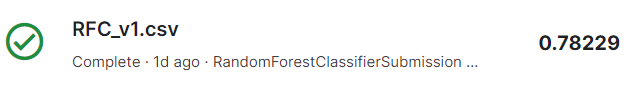 RFC_v1.csv
0.78229
Complete · 1d ago · RandomForestClassifierSubmission ...